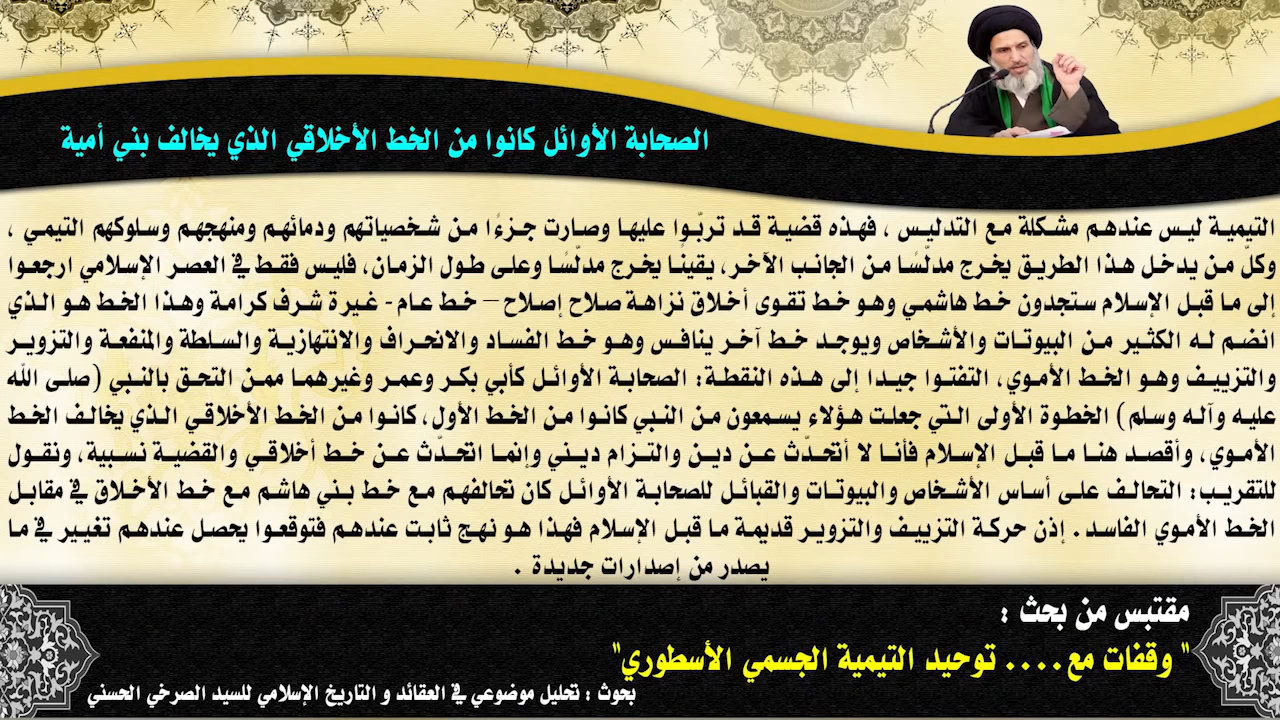 الصحابة الأوائل كانوا من الخط الأخلاقي الذي يخالف بني أمية
التيمية ليس عندهم مشكلة مع التدليس ، فهذه قضية قد تربّوا عليها وصارت جزءًا من شخصياتهم ودمائهم ومنهجهم وسلوكهم التيمي ،
وكلّ من يدخل هذا الطريق يخرج مدلّسًا من الجانب الآخر، يقينًا يخرج مدلّسًا وعلى طول الزمان، فليس فقط في العصر الإسلامي ارجعوا
إلى ما قبل الإسلام ستجدون خط هاشمي وهو خط تقوى أخلاق نزاهة صلاح إصلاح – خط عام- غيرة شرف كرامة وهذا الخط هو الذي
انضم له الكثير من البيوتات والأشخاص ويوجد خط آخر ينافس وهو خط الفساد والانحراف والانتهازية والسلطة والمنفعة والتزوير
والتزييف وهو الخط الأموي، التفتوا جيدا إلى هذه النقطة: الصحابة الأوائل كأبي بكر وعمر وغيرهما ممن التحق بالنبي (صلى الله
عليه وآله وسلم) الخطوة الأولى التي جعلت هؤلاء يسمعون من النبي كانوا من الخط الأول، كانوا من الخط الأخلاقي الذي يخالف الخط
الأموي، وأقصد هنا ما قبل الإسلام فأنا لا أتحدّث عن دين والتزام ديني وإنما اتحدّث عن خط أخلاقي والقضية نسبية، ونقول
للتقريب: التحالف على أساس الأشخاص والبيوتات والقبائل للصحابة الأوائل كان تحالفهم مع خط بني هاشم مع خط الأخلاق في مقابل
الخط الأموي الفاسد. إذن حركة التزييف والتزوير قديمة ما قبل الإسلام فهذا هو نهج ثابت عندهم فتوقعوا يحصل عندهم تغيير في ما
يصدر من إصدارات جديدة .
مقتبس من بحث :
" وقفات مع.... توحيد التيمية الجسمي الأسطوري"
بحوث : تحليل موضوعي في العقائد و التاريخ الإسلامي للسيد الصرخي الحسني